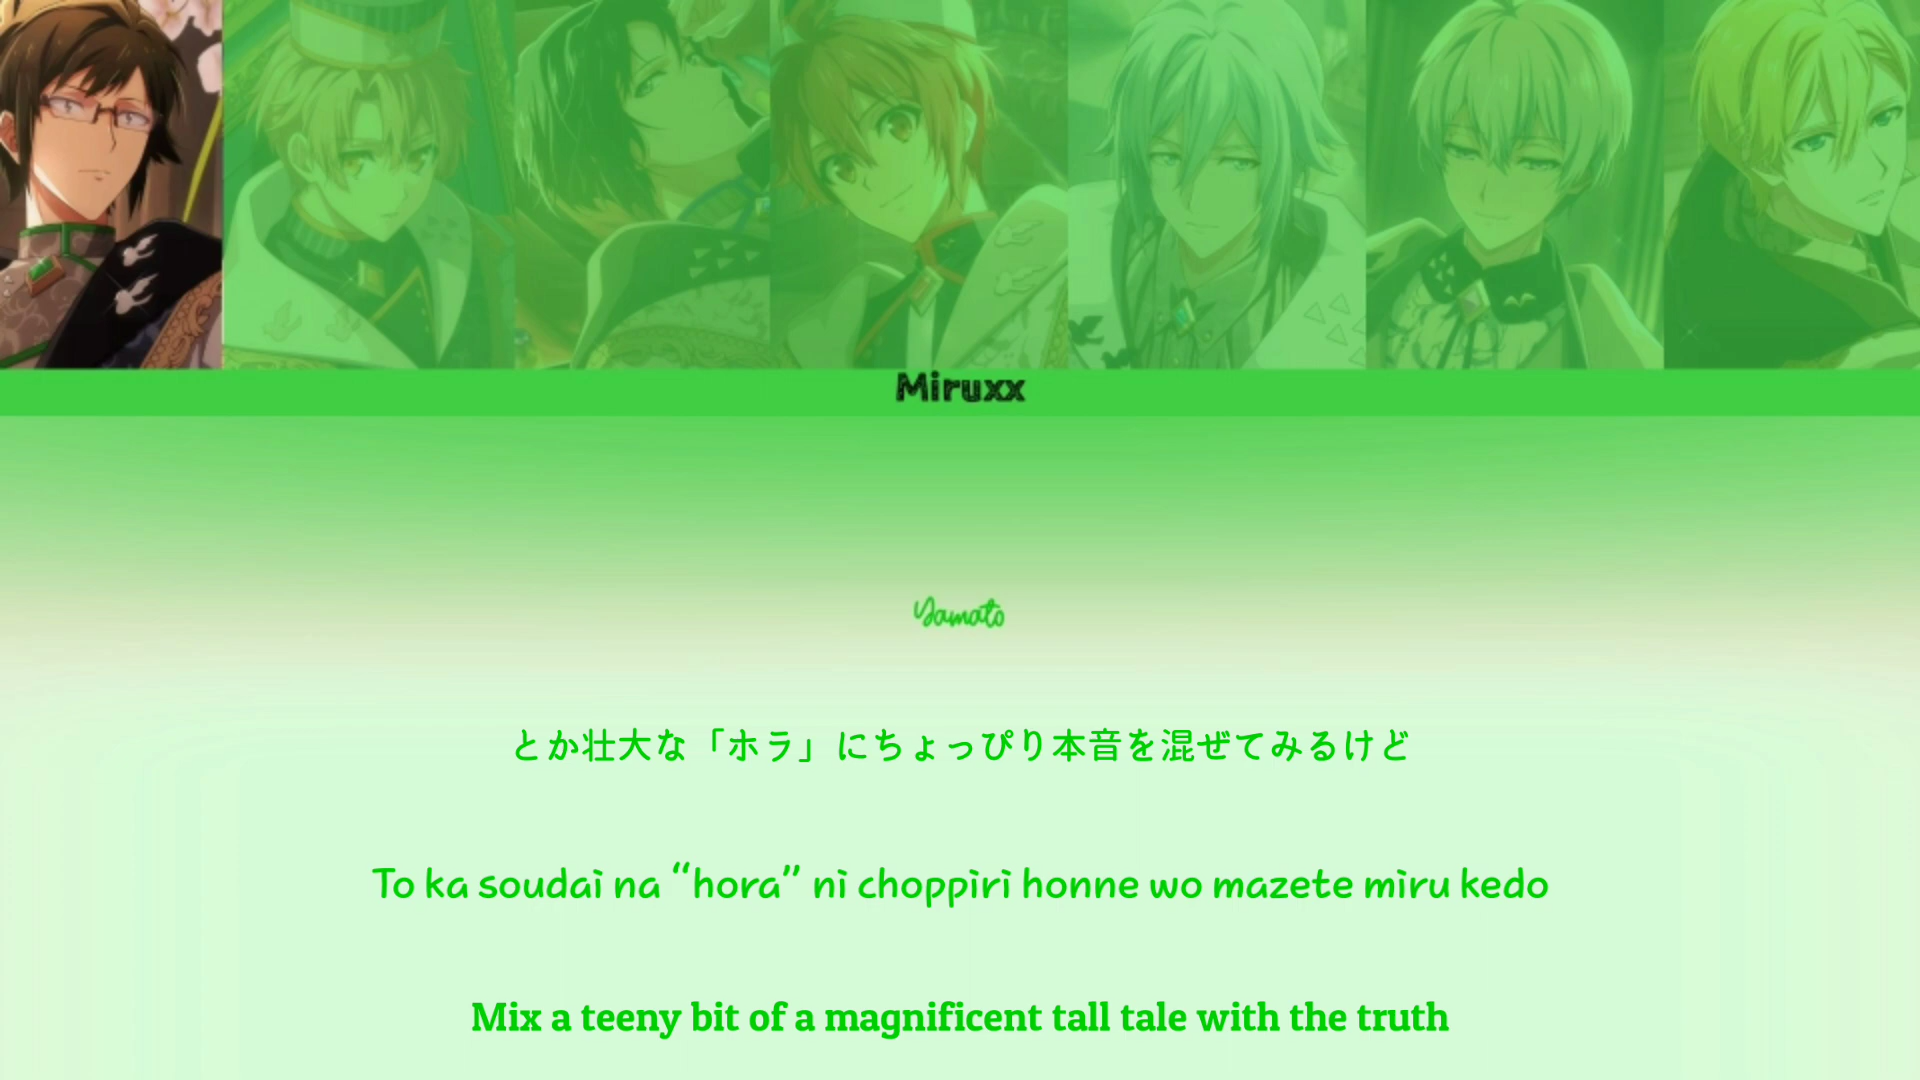 Miruxx
Yamato
とか壮大な「ホラ」にちょっぴり本音を混ぜてみるけど
To ka soudai na “hora” ni choppiri honne wo mazete miru kedo
Mix a teeny bit of a magnificent tall tale with the truth